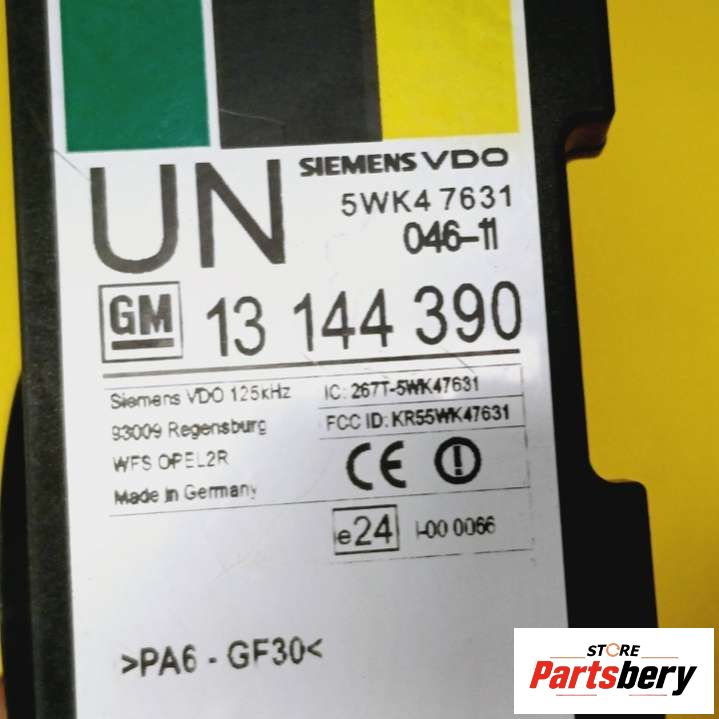 UN
SIEMENS VDO
5WK4 7631
046-11
GM 13 144 390
Siemens VDO 125kHz
93009 Regensburg
WFS OPEL2R
Made in Germany
IC: 267T-5WK47631
FCC ID: KR55WK47631
CE
e24 I-00 0066
>PA6 - GF30<
STORE
Partsbery